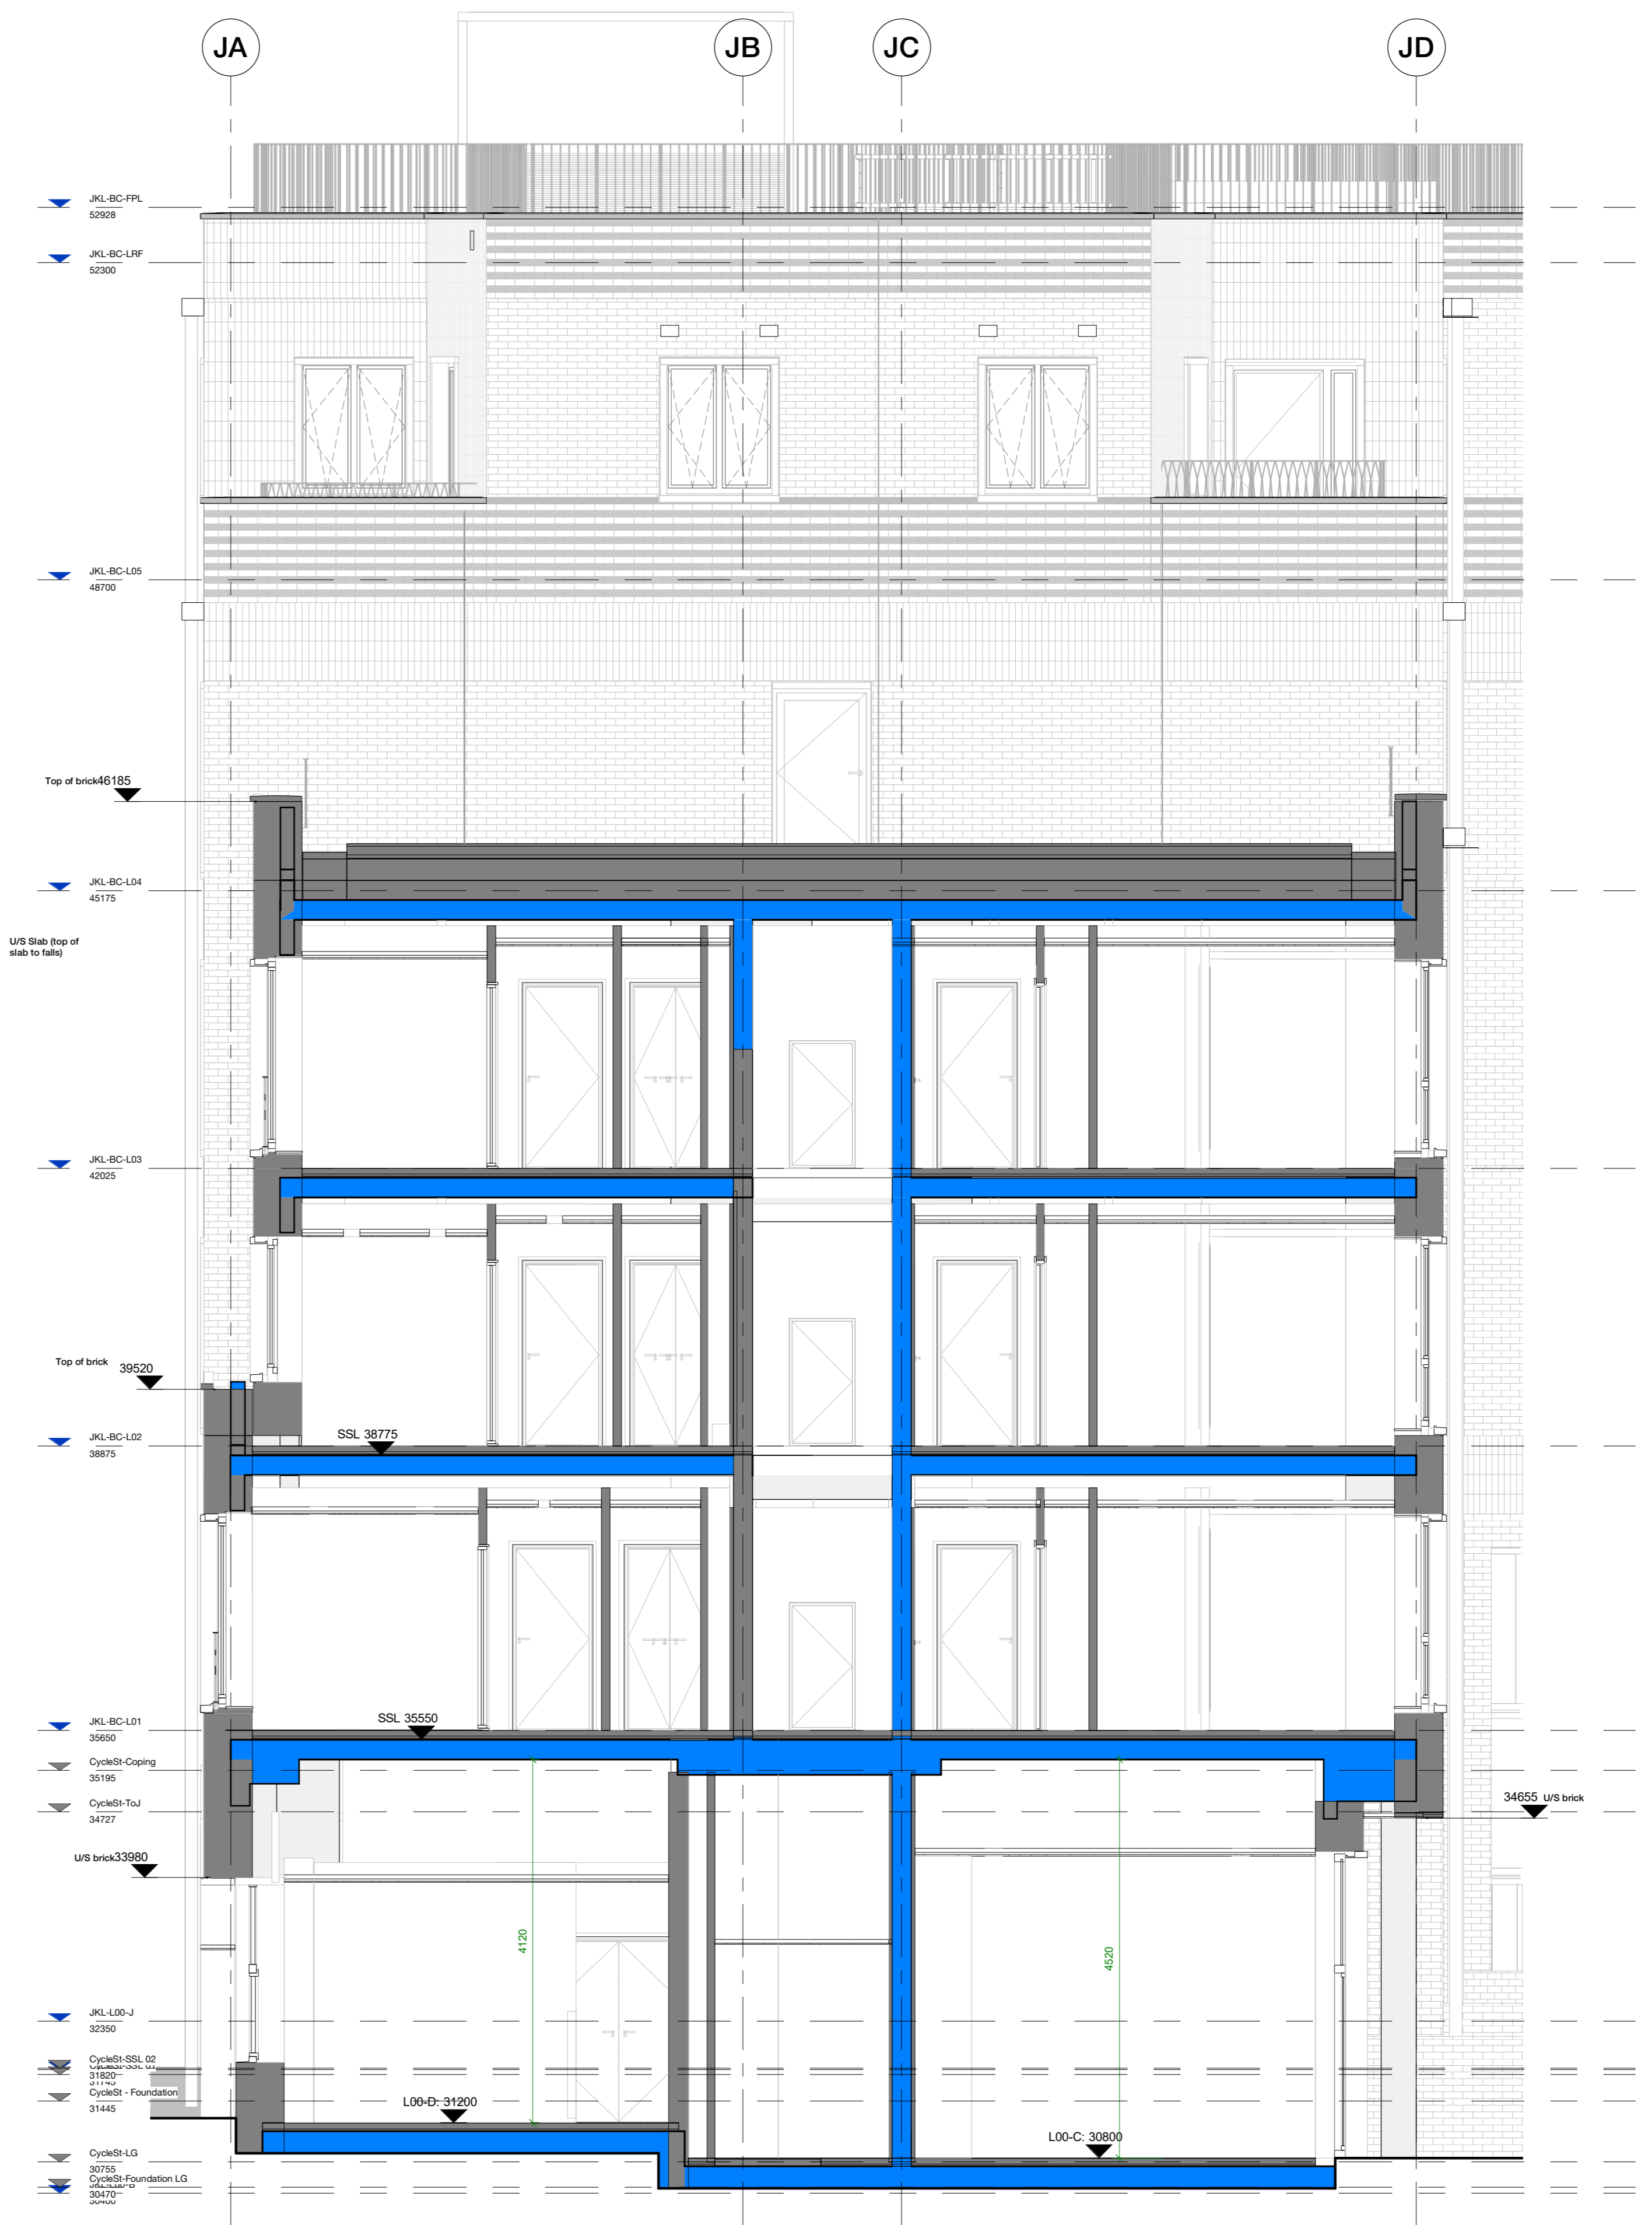 JA
JB
JC
JD
JKL-BC-FPL
52928
JKL-BC-LRF
52300
JKL-BC-L05
48700
Top of brick46185
JKL-BC-L04
45175
U/S Slab (top of
slab to falls)
JKL-BC-L03
42025
Top of brick
39520
JKL-BC-L02
38875
SSL 38775
JKL-BC-L01
35650
SSL 35550
CycleSt-Coping
35195
CycleSt-ToJ
34727
34655 U/S brick
U/S brick33980
4120
4520
JKL-L00-J
32350
CycleSt-SSL 02
31820
CycleSt - Foundation
31445
L00-D: 31200
L00-C: 30800
CycleSt-LG
30755
CycleSt-Foundation LG
30470